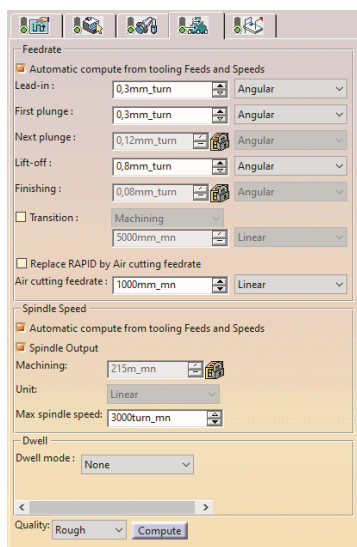 Feedrate
Automatic compute from tooling Feeds and Speeds
Lead-in : 0,3mm_turn Angular
First plunge : 0,3mm_turn Angular
Next plunge : 0,12mm_turn Angular
Lift-off : 0,8mm_turn Angular
Finishing : 0,08mm_turn Angular
Transition : Machining
5000mm_mn Linear
Replace RAPID by Air cutting feedrate
Air cutting feedrate : 1000mm_mn Linear
Spindle Speed
Automatic compute from tooling Feeds and Speeds
Spindle Output
Machining: 215m_mn
Unit: Linear
Max spindle speed: 3000turn_mn
Dwell
Dwell mode : None
Quality: Rough Compute